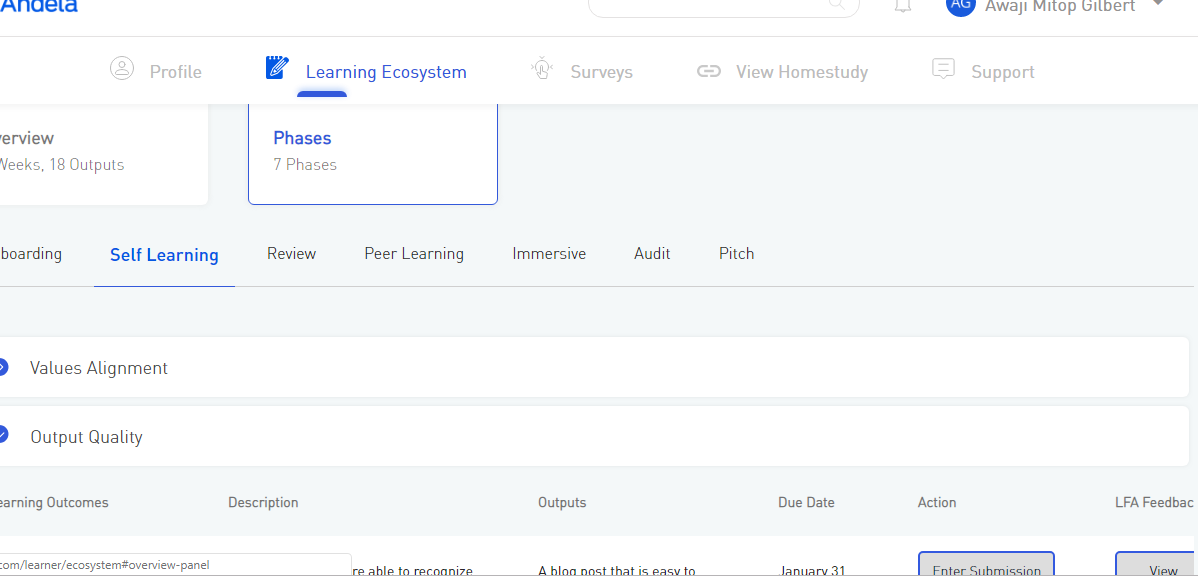 Andela
AG Awaji Mitop Gilbert
Profile Learning Ecosystem Surveys View Homestudy Support
erview Phases
Weeks, 18 Outputs 7 Phases
boarding Self Learning Review Peer Learning Immersive Audit Pitch
Values Alignment
Output Quality
earning Outcomes Description Outputs Due Date Action LFA Feedbac
com/learner/ecosystem#overview-panel re able to recognize A blog post that is easy to January 31 Enter Submission View